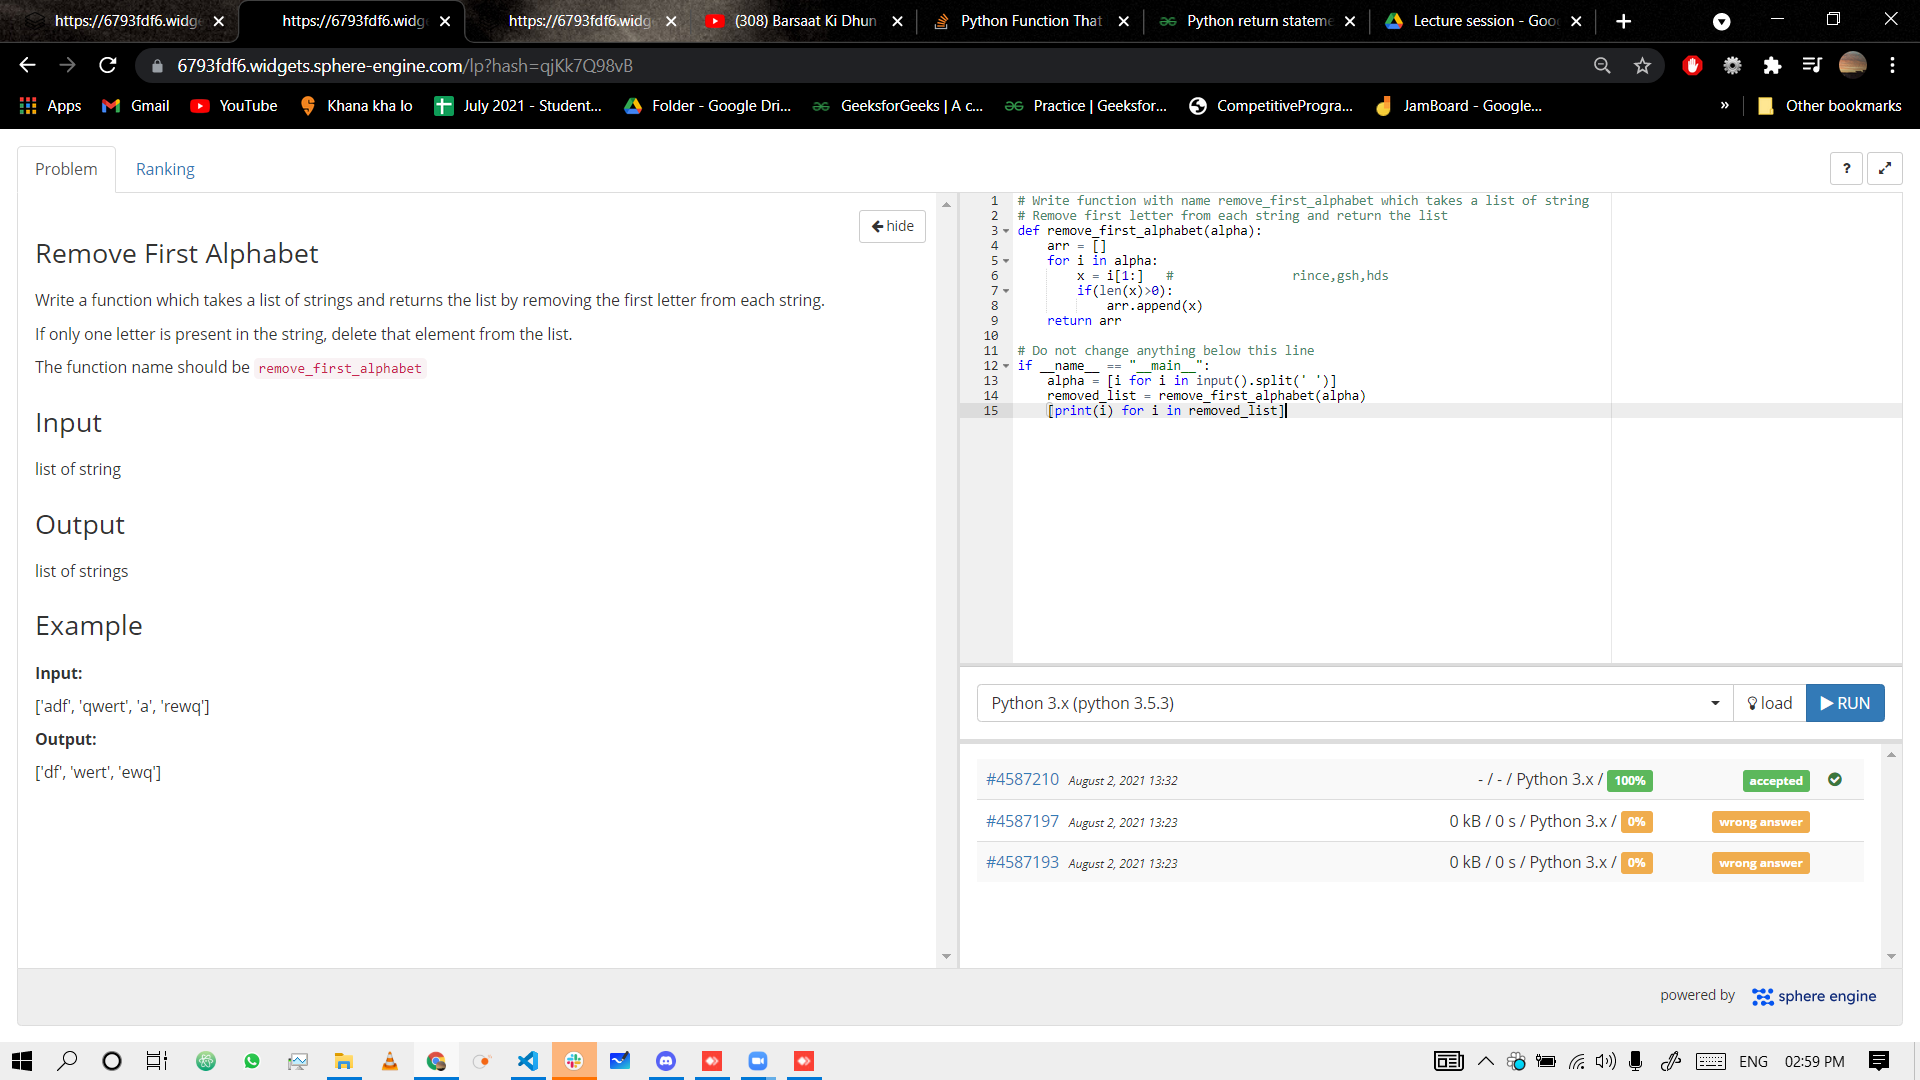 https://6793fdf6.widg
https://6793fdf6.widg
https://6793fdf6.widg
(308) Barsaat Ki Dhun
Python Function That
Python return stateme
Lecture session - Goo
6793fdf6.widgets.sphere-engine.com/lp?hash=qjKk7Q98vB
Apps
Gmail
YouTube
Khana kha lo
July 2021 - Student...
Folder - Google Dri...
GeeksforGeeks | A c...
Practice | Geeksfor...
CompetitiveProgra...
JamBoard - Google...
»
Other bookmarks
Problem
Ranking
?
hide
Remove First Alphabet
Write a function which takes a list of strings and returns the list by removing the first letter from each string.
If only one letter is present in the string, delete that element from the list.
The function name should be remove_first_alphabet
Input
list of string
Output
list of strings
Example
Input:
['adf', 'qwert', 'a', 'rewq']
Output:
['df', 'wert', 'ewq']
1 # Write function with name remove_first_alphabet which takes a list of string
2 # Remove first letter from each string and return the list
3 def remove_first_alphabet(alpha):
4     arr = []
5     for i in alpha:
6         x = i[1:]   #                rince,gsh,hds
7         if(len(x)>0):
8             arr.append(x)
9     return arr
10
11 # Do not change anything below this line
12 if __name__ == "__main__":
13     alpha = [i for i in input().split(' ')]
14     removed_list = remove_first_alphabet(alpha)
15     [print(i) for i in removed_list]
Python 3.x (python 3.5.3)
load
RUN
#4587210 August 2, 2021 13:32 - / - / Python 3.x / 100% accepted
#4587197 August 2, 2021 13:23 0 kB / 0 s / Python 3.x / 0% wrong answer
#4587193 August 2, 2021 13:23 0 kB / 0 s / Python 3.x / 0% wrong answer
powered by sphere engine
ENG 02:59 PM